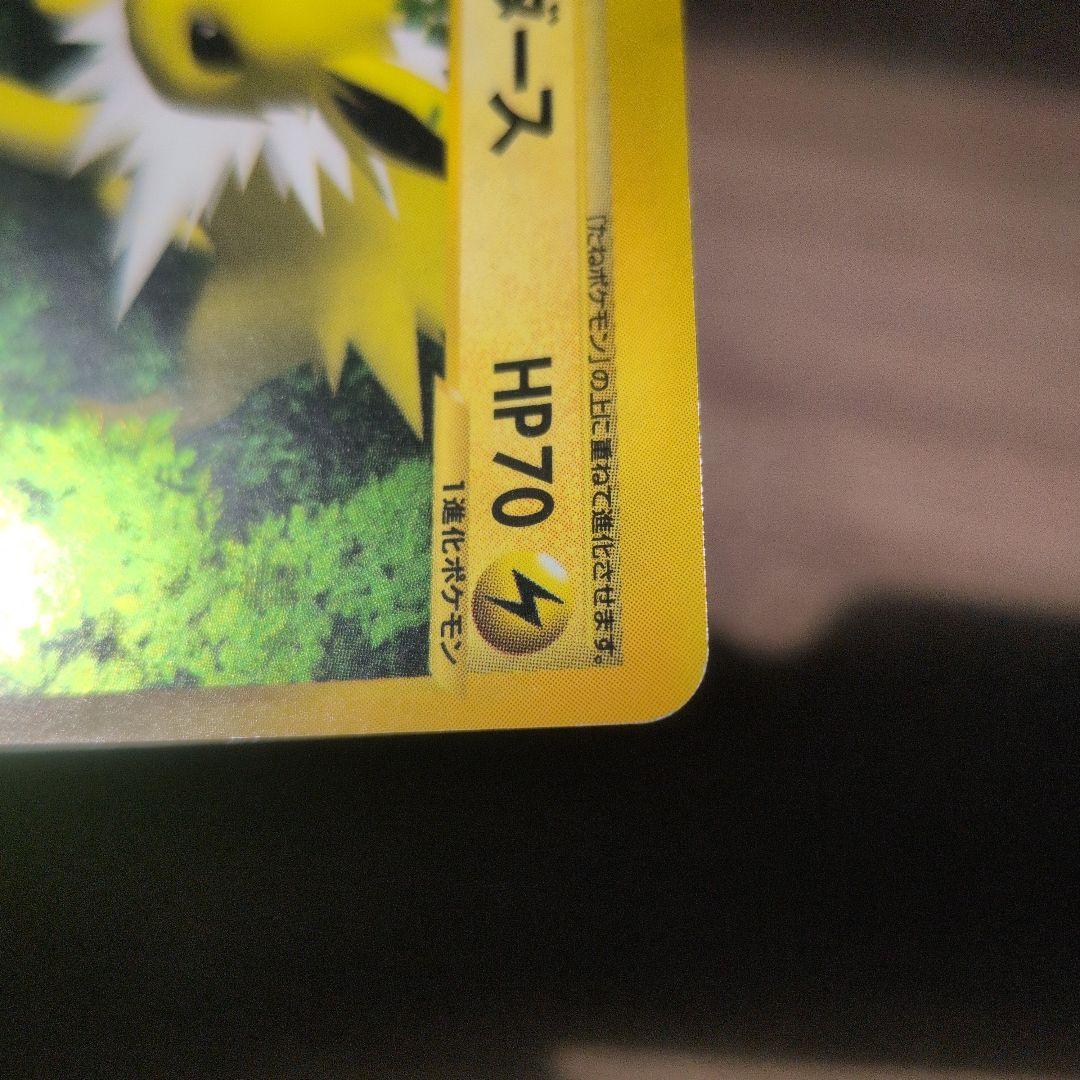 「たねポケモン」の上に重ねて進化させます。
ダース HP70
1進化ポケモン